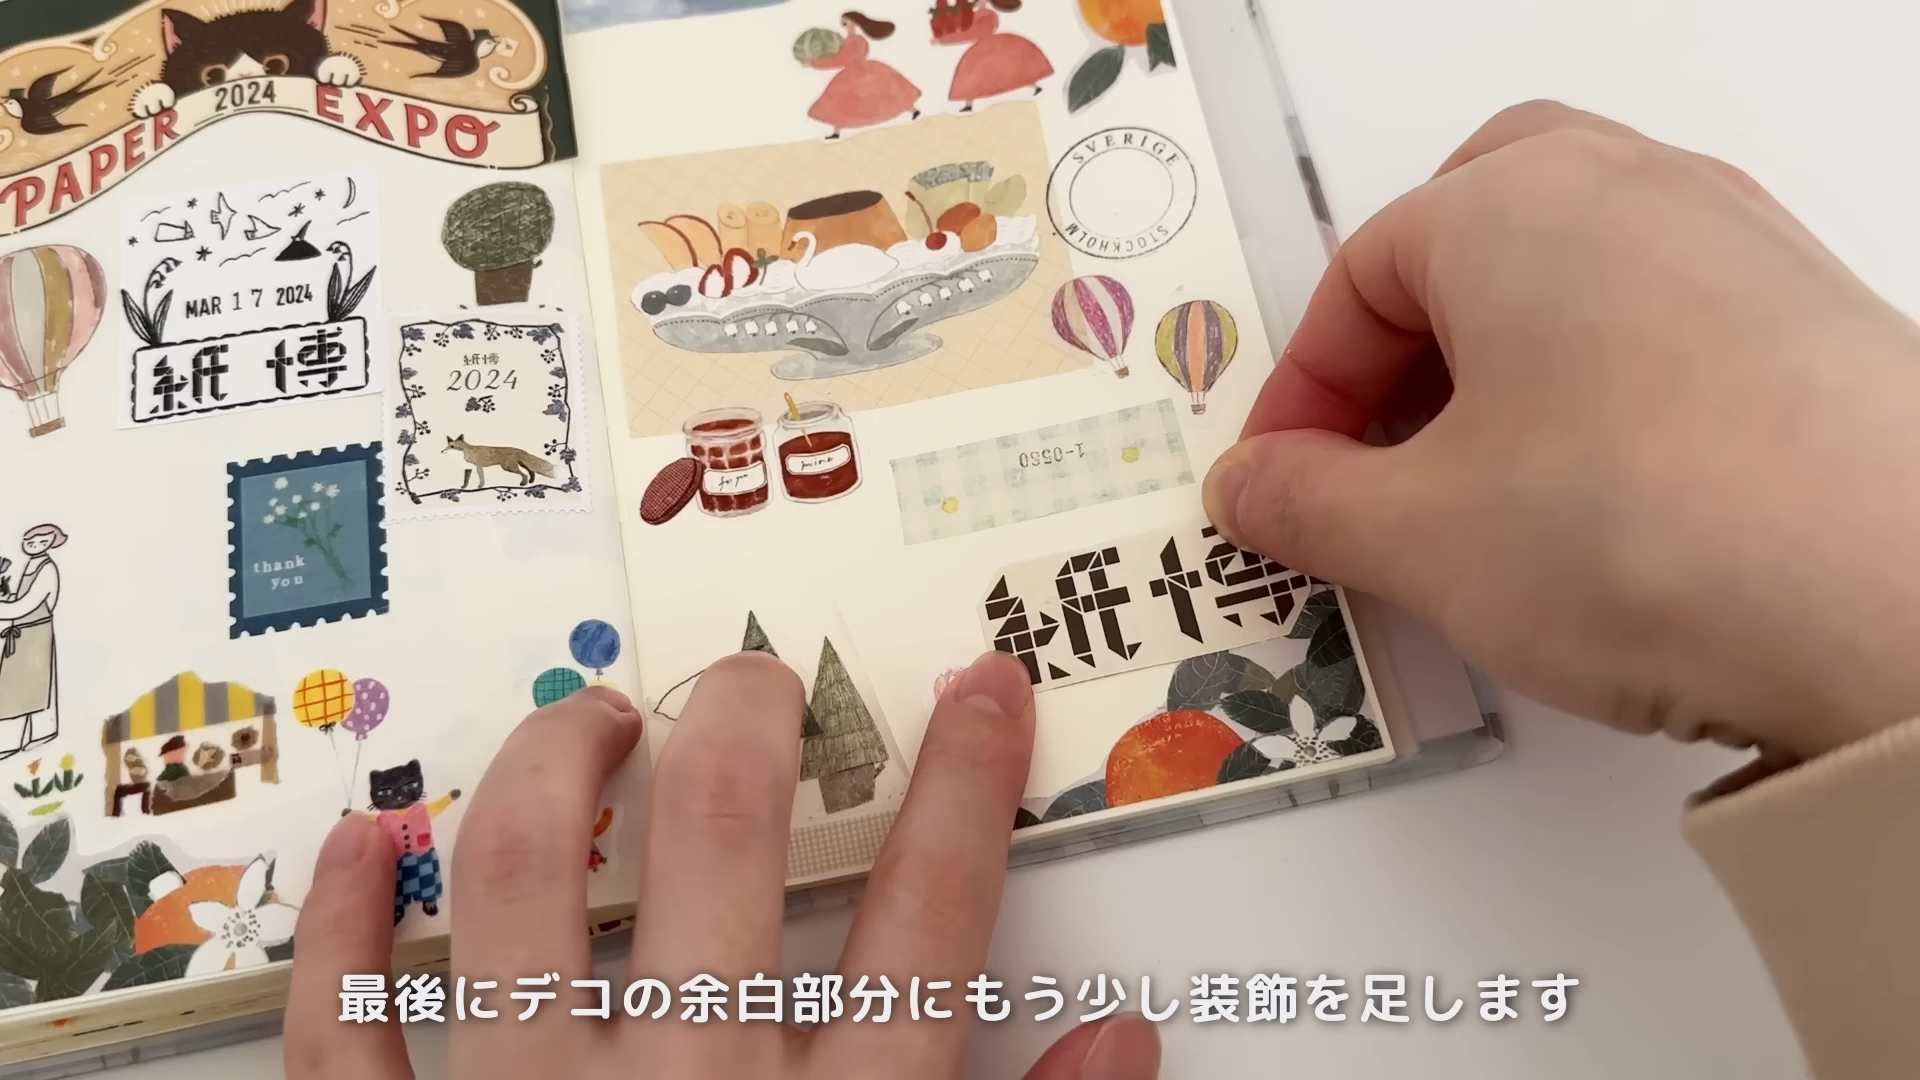 PAPER 2024 EXPO
MAR 17 2024
紙博
紙博
2024
thank
you
SVERIGE
STOCKHOLM
for you
1-0580
紙博
最後にデコの余白部分にもう少し装飾を足します